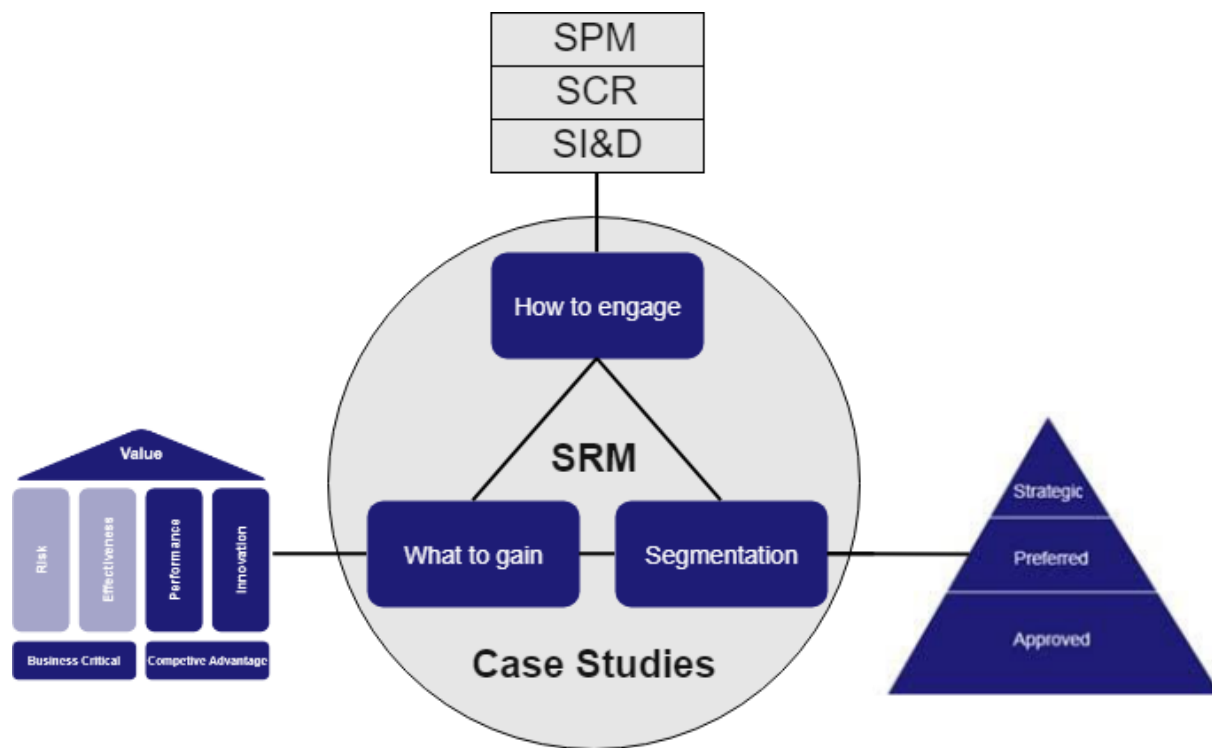 SPM
SCR
SI&D
How to engage
SRM
What to gain
Segmentation
Case Studies
Value
Risk
Effectiveness
Performance
Innovation
Business Critical
Competive Advantage
Strategic
Preferred
Approved